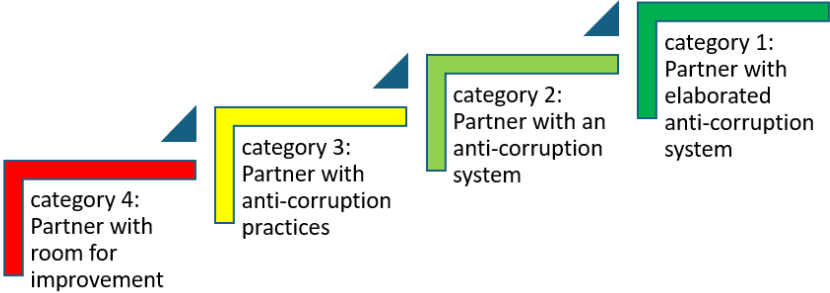 category 1:
Partner with
elaborated
anti-corruption
system
category 2:
Partner with an
anti-corruption
system
category 3:
Partner with
anti-corruption
practices
category 4:
Partner with
room for
improvement